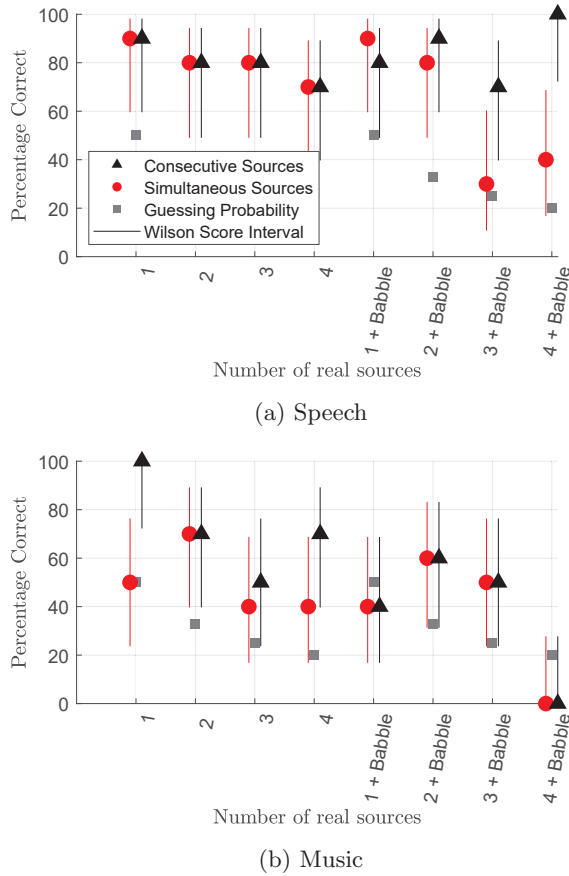 100
80
60
40
20
0
Percentage Correct
Consecutive Sources
Simultaneous Sources
Guessing Probability
Wilson Score Interval
1
2
3
4
1 + Babble
2 + Babble
3 + Babble
4 + Babble
Number of real sources
(a) Speech
100
80
60
40
20
0
Percentage Correct
1
2
3
4
1 + Babble
2 + Babble
3 + Babble
4 + Babble
Number of real sources
(b) Music